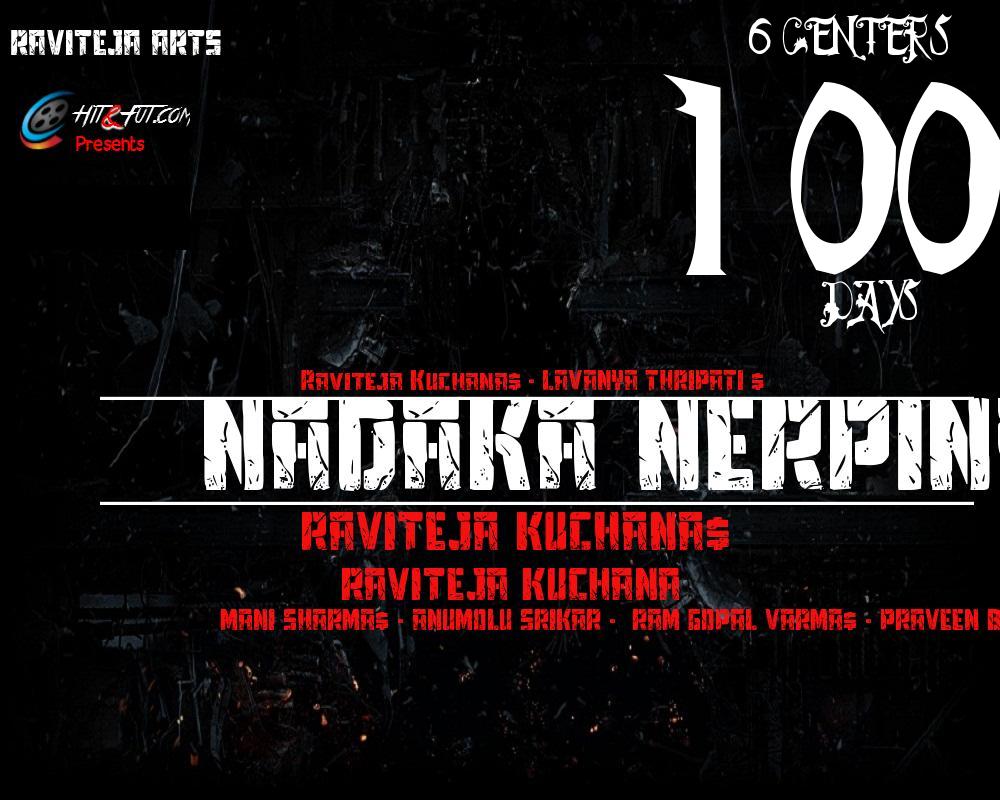 RAVITEJA ARTS
6 CENTERS
HIT&FUT.COM
Presents
100
DAYS
RAVITEJA KUCHANA$ - LAVANYA THRIPATI $
NADAKA NERPIN
RAVITEJA KUCHANA$
RAVITEJA KUCHANA
MANI SHARMA$ - ANUMOLU SRIKAR - RAM GOPAL VARMA$ - PRAVEEN